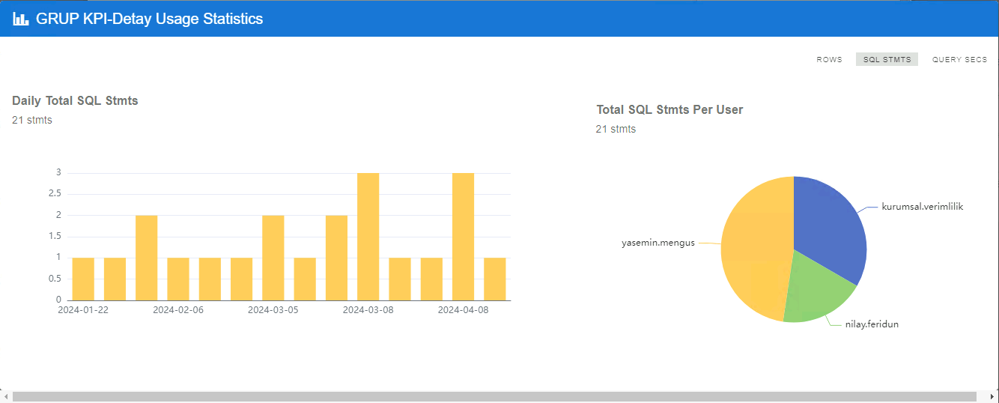 GRUP KPI-Detay Usage Statistics
ROWS SQL STMTS QUERY SECS
Daily Total SQL Stmts
21 stmts
3
2.5
2
1.5
1
0.5
0
2024-01-22 2024-02-06 2024-03-05 2024-03-08 2024-04-08
Total SQL Stmts Per User
21 stmts
kurumsal.verimlilik
yasemin.mengus
nilay.feridun